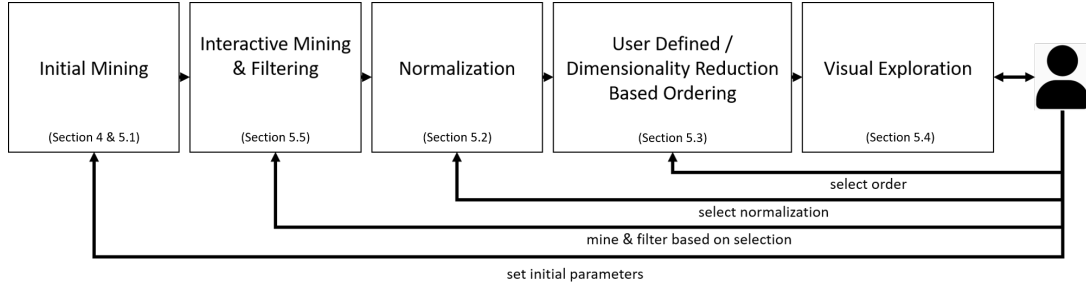 Initial Mining
(Section 4 & 5.1)
Interactive Mining
& Filtering
(Section 5.5)
Normalization
(Section 5.2)
User Defined /
Dimensionality Reduction
Based Ordering
(Section 5.3)
Visual Exploration
(Section 5.4)
select order
select normalization
mine & filter based on selection
set initial parameters